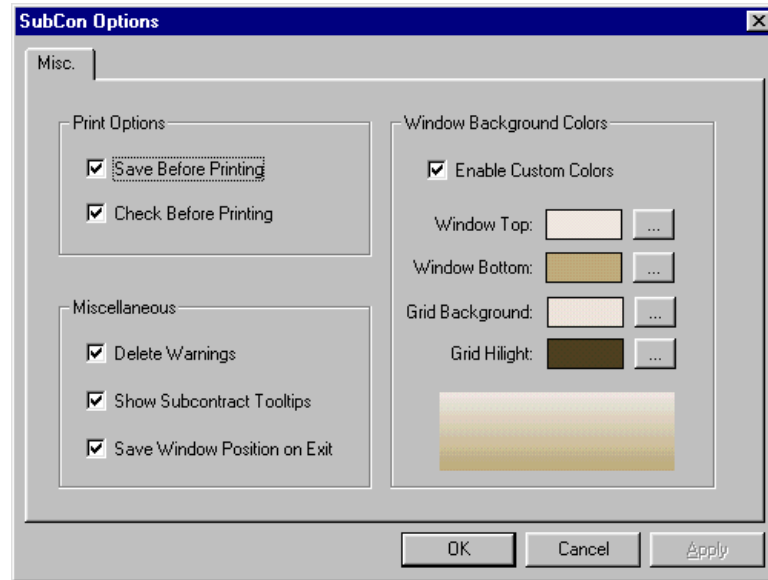 SubCon Options
Misc.
Print Options
Save Before Printing
Check Before Printing
Miscellaneous
Delete Warnings
Show Subcontract Tooltips
Save Window Position on Exit
Window Background Colors
Enable Custom Colors
Window Top: ...
Window Bottom: ...
Grid Background: ...
Grid Hilight: ...
OK Cancel Apply